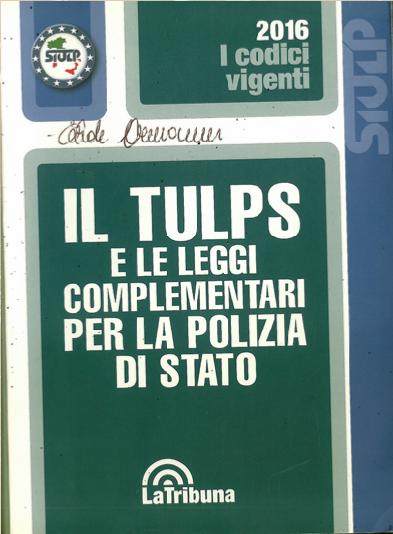 SIULP
2016
I codici
vigenti
SIULP
IL TULPS
E LE LEGGI
COMPLEMENTARI
PER LA POLIZIA
DI STATO
LaTribuna